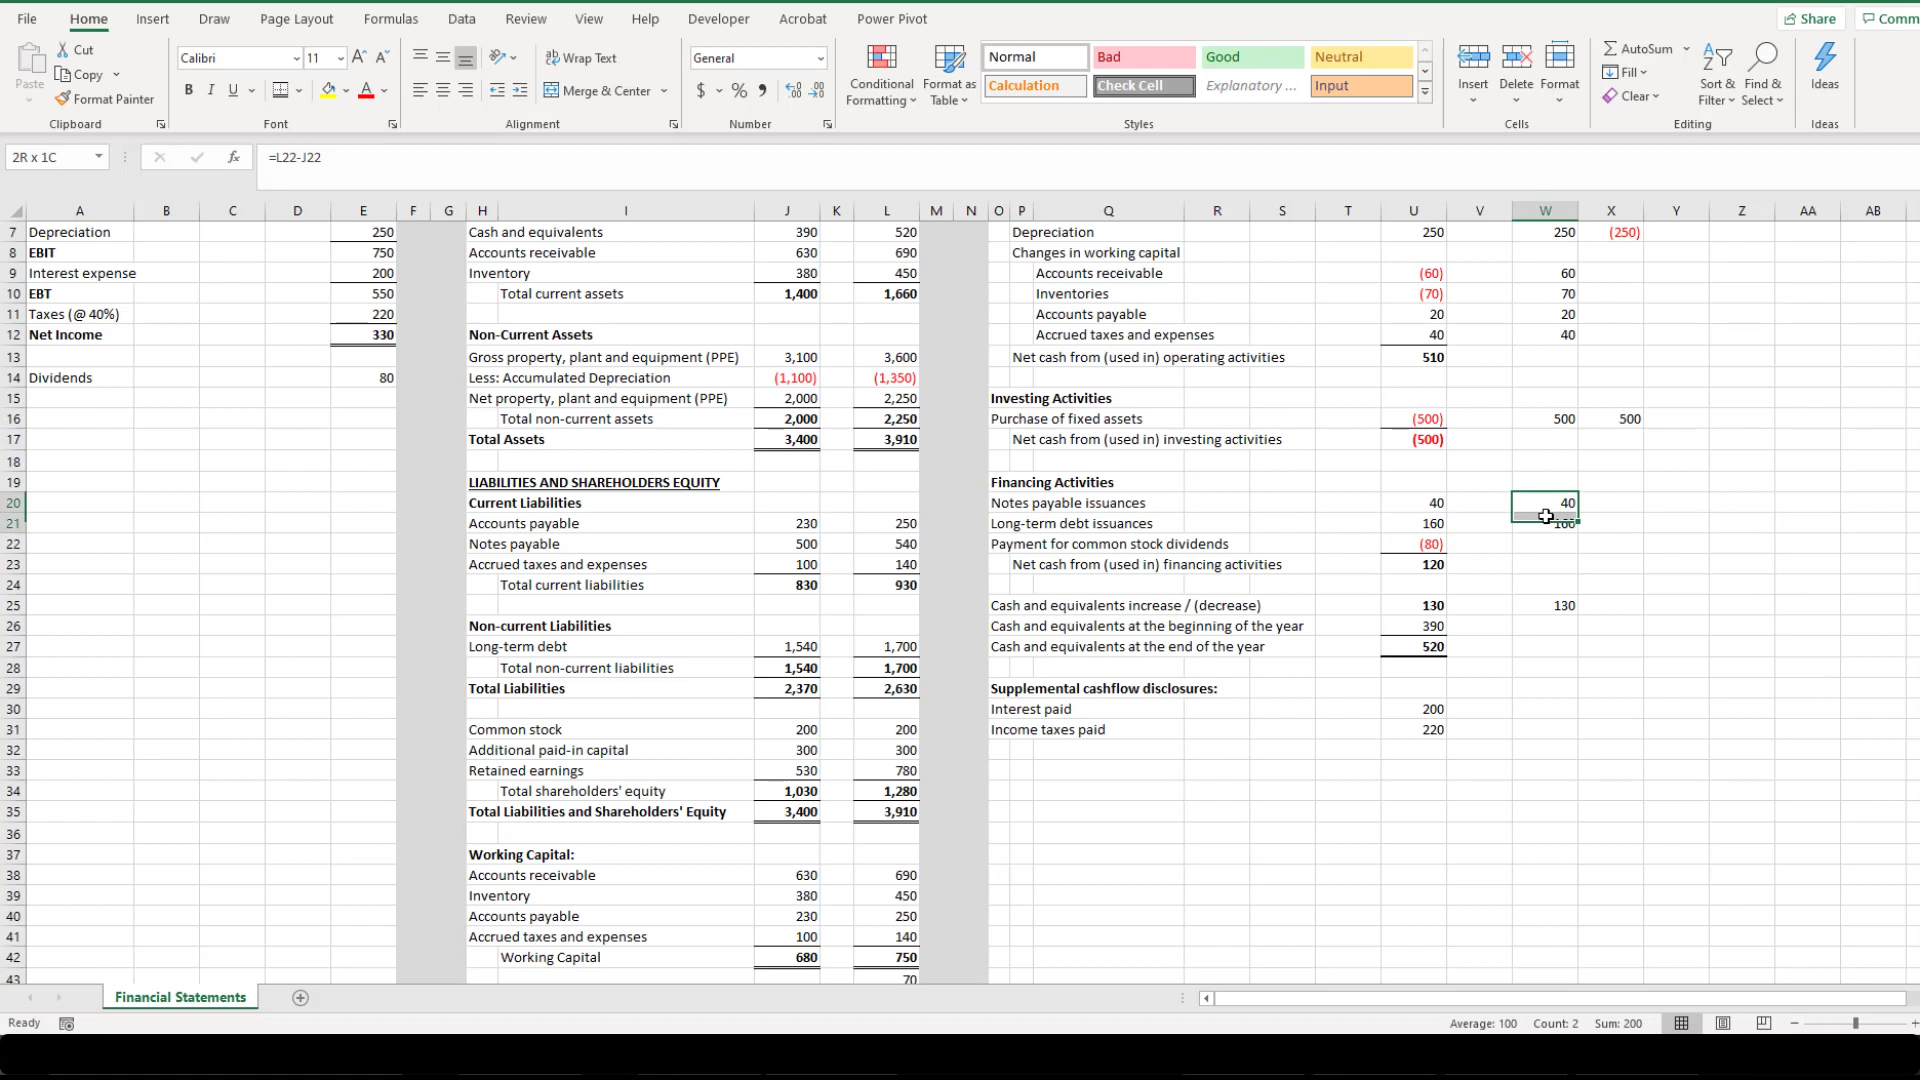 File Home Insert Draw Page Layout Formulas Data Review View Help Developer Acrobat Power Pivot Share Comm
Paste Cut Copy Format Painter
Clipboard
Calibri 11
B I U
Font
Wrap Text
Merge & Center
Alignment
General
$ % 9
Number
Conditional Formatting Format as Table
Normal Bad Good Neutral
Calculation Check Cell Explanatory ... Input
Styles
Insert Delete Format
Cells
AutoSum
Fill
Clear
Sort & Filter Find & Select
Editing
Ideas
Ideas
2R x 1C fx =L22-J22
A B C D E F G H I J K L M N O P Q R S T U V W X Y Z AA AB
7 Depreciation 250 Cash and equivalents 390 520 Depreciation 250 250 (250)
8 EBIT 750 Accounts receivable 630 690 Changes in working capital
9 Interest expense 200 Inventory 380 450 Accounts receivable (60) 60
10 EBT 550 Total current assets 1,400 1,660 Inventories (70) 70
11 Taxes (@ 40%) 220 Accounts payable 20 20
12 Net Income 330 Non-Current Assets Accrued taxes and expenses 40 40
13 Gross property, plant and equipment (PPE) 3,100 3,600 Net cash from (used in) operating activities 510
14 Dividends 80 Less: Accumulated Depreciation (1,100) (1,350)
15 Net property, plant and equipment (PPE) 2,000 2,250 Investing Activities
16 Total non-current assets 2,000 2,250 Purchase of fixed assets (500) 500 500
17 Total Assets 3,400 3,910 Net cash from (used in) investing activities (500)
18
19 LIABILITIES AND SHAREHOLDERS EQUITY Financing Activities
20 Current Liabilities Notes payable issuances 40 40
21 Accounts payable 230 250 Long-term debt issuances 160 160
22 Notes payable 500 540 Payment for common stock dividends (80)
23 Accrued taxes and expenses 100 140 Net cash from (used in) financing activities 120
24 Total current liabilities 830 930
25 Cash and equivalents increase / (decrease) 130 130
26 Non-current Liabilities Cash and equivalents at the beginning of the year 390
27 Long-term debt 1,540 1,700 Cash and equivalents at the end of the year 520
28 Total non-current liabilities 1,540 1,700
29 Total Liabilities 2,370 2,630 Supplemental cashflow disclosures:
30 Interest paid 200
31 Common stock 200 200 Income taxes paid 220
32 Additional paid-in capital 300 300
33 Retained earnings 530 780
34 Total shareholders' equity 1,030 1,280
35 Total Liabilities and Shareholders' Equity 3,400 3,910
36
37 Working Capital:
38 Accounts receivable 630 690
39 Inventory 380 450
40 Accounts payable 230 250
41 Accrued taxes and expenses 100 140
42 Working Capital 680 750
43 70
Financial Statements
Ready Average: 100 Count: 2 Sum: 200